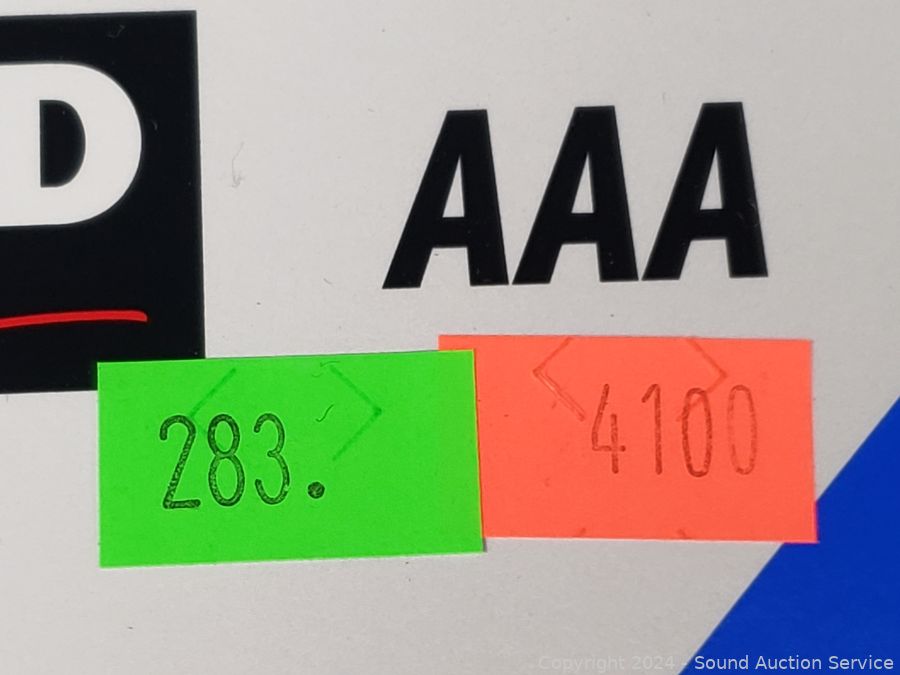 D
AAA
283.
4100
Copyright 2024 - Sound Auction Service